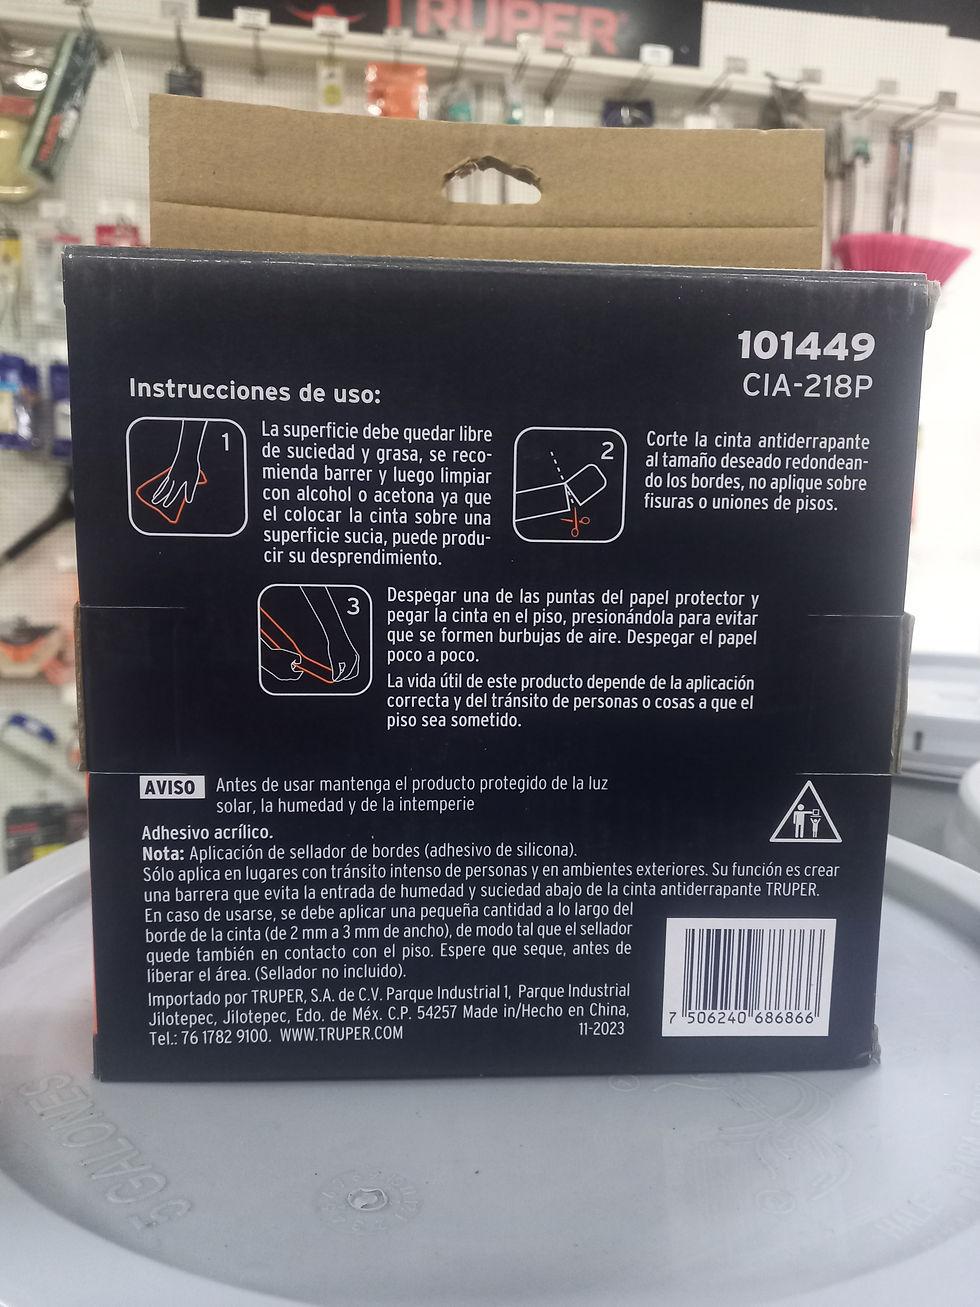 TRUPER
101449
CIA-218P
Instrucciones de uso:
1
La superficie debe quedar libre
de suciedad y grasa, se reco-
mienda barrer y luego limpiar
con alcohol o acetona ya que
el colocar la cinta sobre una
superficie sucia, puede produ-
cir su desprendimiento.
2
Corte la cinta antiderrapante
al tamaño deseado redondean-
do los bordes, no aplique sobre
fisuras o uniones de pisos.
3
Despegar una de las puntas del papel protector y
pegar la cinta en el piso, presionándola para evitar
que se formen burbujas de aire. Despegar el papel
poco a poco.
La vida útil de este producto depende de la aplicación
correcta y del tránsito de personas o cosas a que el
piso sea sometido.
AVISO Antes de usar mantenga el producto protegido de la luz
solar, la humedad y de la intemperie
Adhesivo acrílico.
Nota: Aplicación de sellador de bordes (adhesivo de silicona).
Sólo aplica en lugares con tránsito intenso de personas y en ambientes exteriores. Su función es crear
una barrera que evita la entrada de humedad y suciedad abajo de la cinta antiderrapante TRUPER.
En caso de usarse, se debe aplicar una pequeña cantidad a lo largo del
borde de la cinta (de 2 mm a 3 mm de ancho), de modo tal que el sellador
quede también en contacto con el piso. Espere que seque, antes de
liberar el área. (Sellador no incluido).
Importado por TRUPER, S.A. de C.V. Parque Industrial 1, Parque Industrial
Jilotepec, Jilotepec, Edo. de Méx. C.P. 54257 Made in/Hecho en China,
Tel.: 76 1782 9100. WWW.TRUPER.COM 11-2023
7 506240 686866
5 GALONES